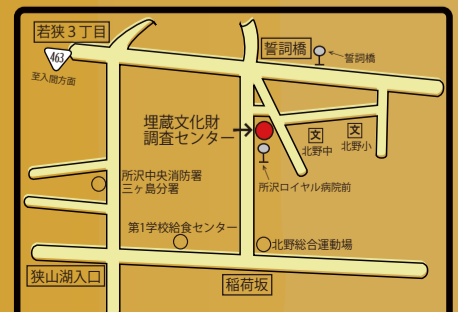 若狭3丁目
463
至入間方面
誓詞橋
誓詞橋
埋蔵文化財
調査センター
文
北野中
文
北野小
所沢ロイヤル病院前
所沢中央消防署
三ヶ島分署
第1学校給食センター
北野総合運動場
狭山湖入口
稲荷坂